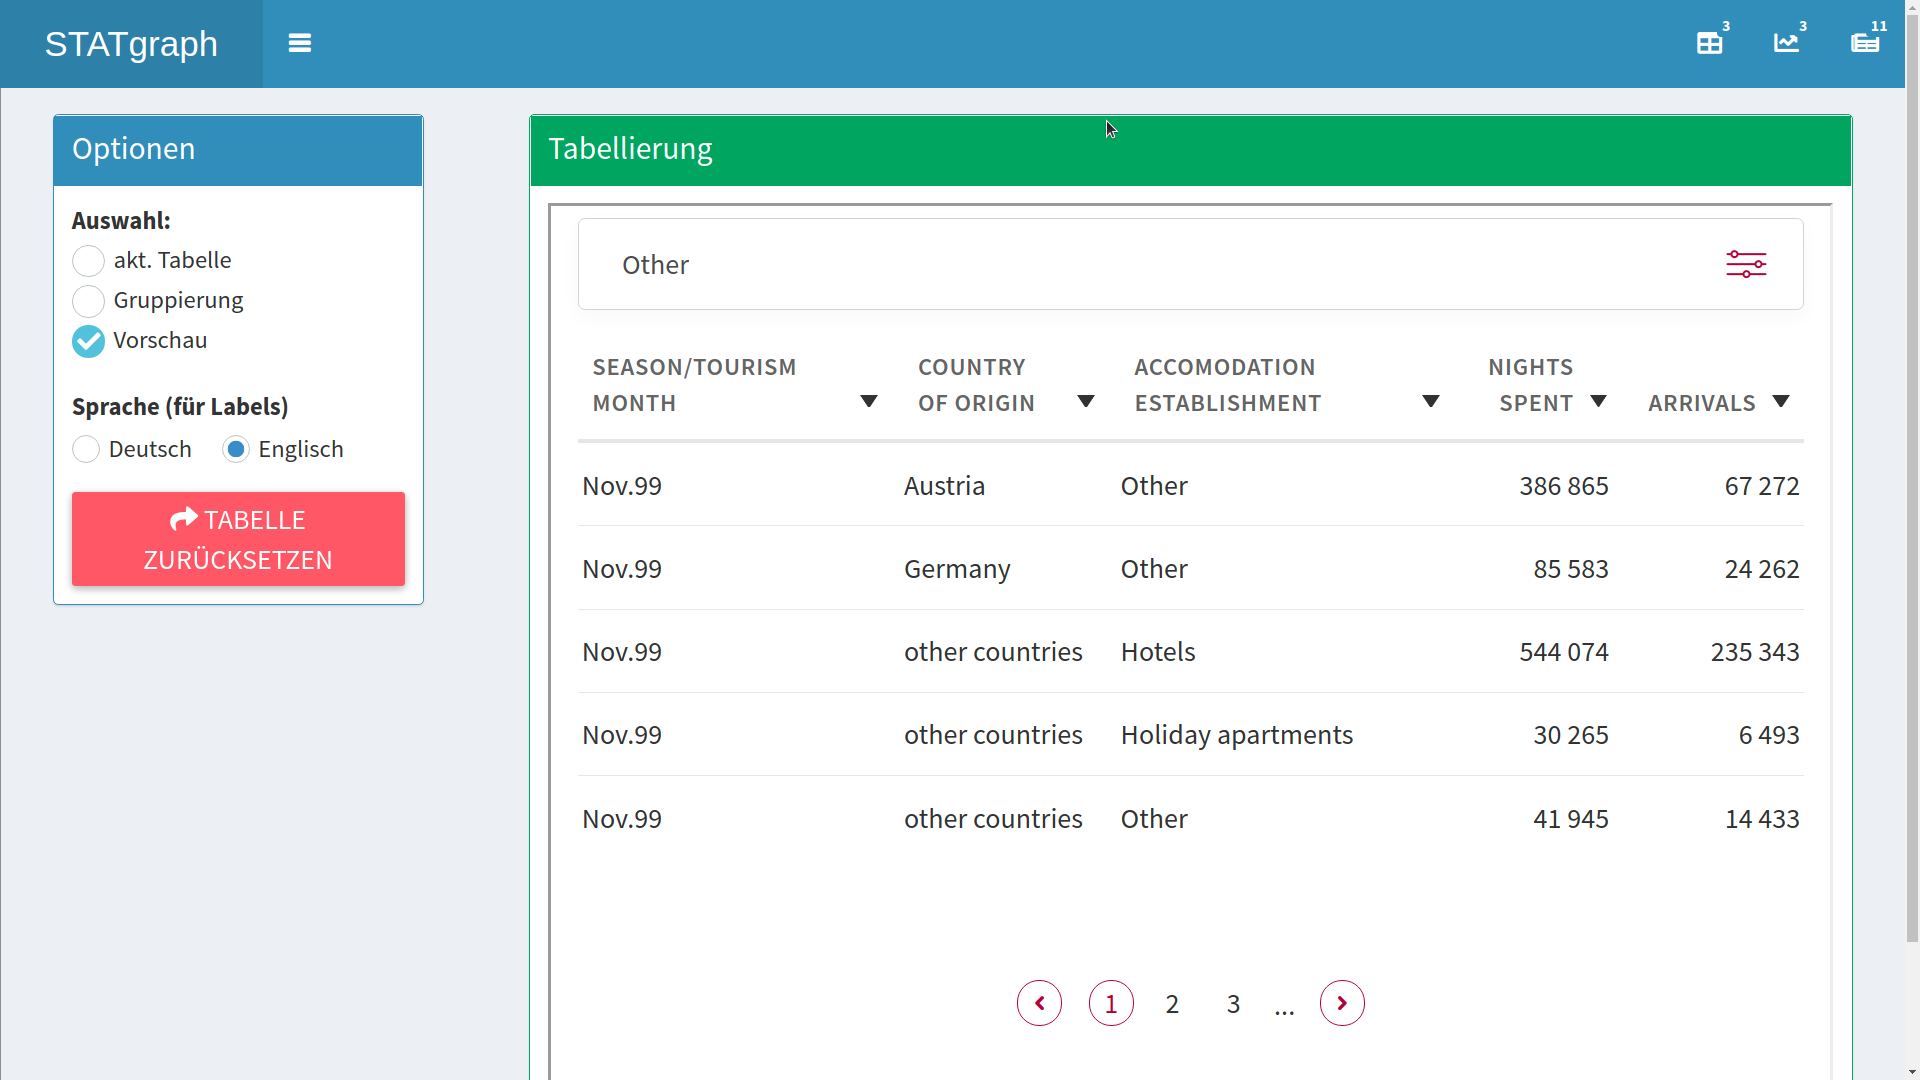 STATgraph
3
3
11
Optionen
Auswahl:
akt. Tabelle
Gruppierung
Vorschau
Sprache (für Labels)
Deutsch Englisch
TABELLE
ZURÜCKSETZEN
Tabellierung
Other
SEASON/TOURISM MONTH COUNTRY OF ORIGIN ACCOMODATION ESTABLISHMENT NIGHTS SPENT ARRIVALS
Nov.99 Austria Other 386 865 67 272
Nov.99 Germany Other 85 583 24 262
Nov.99 other countries Hotels 544 074 235 343
Nov.99 other countries Holiday apartments 30 265 6 493
Nov.99 other countries Other 41 945 14 433
1 2 3 ...